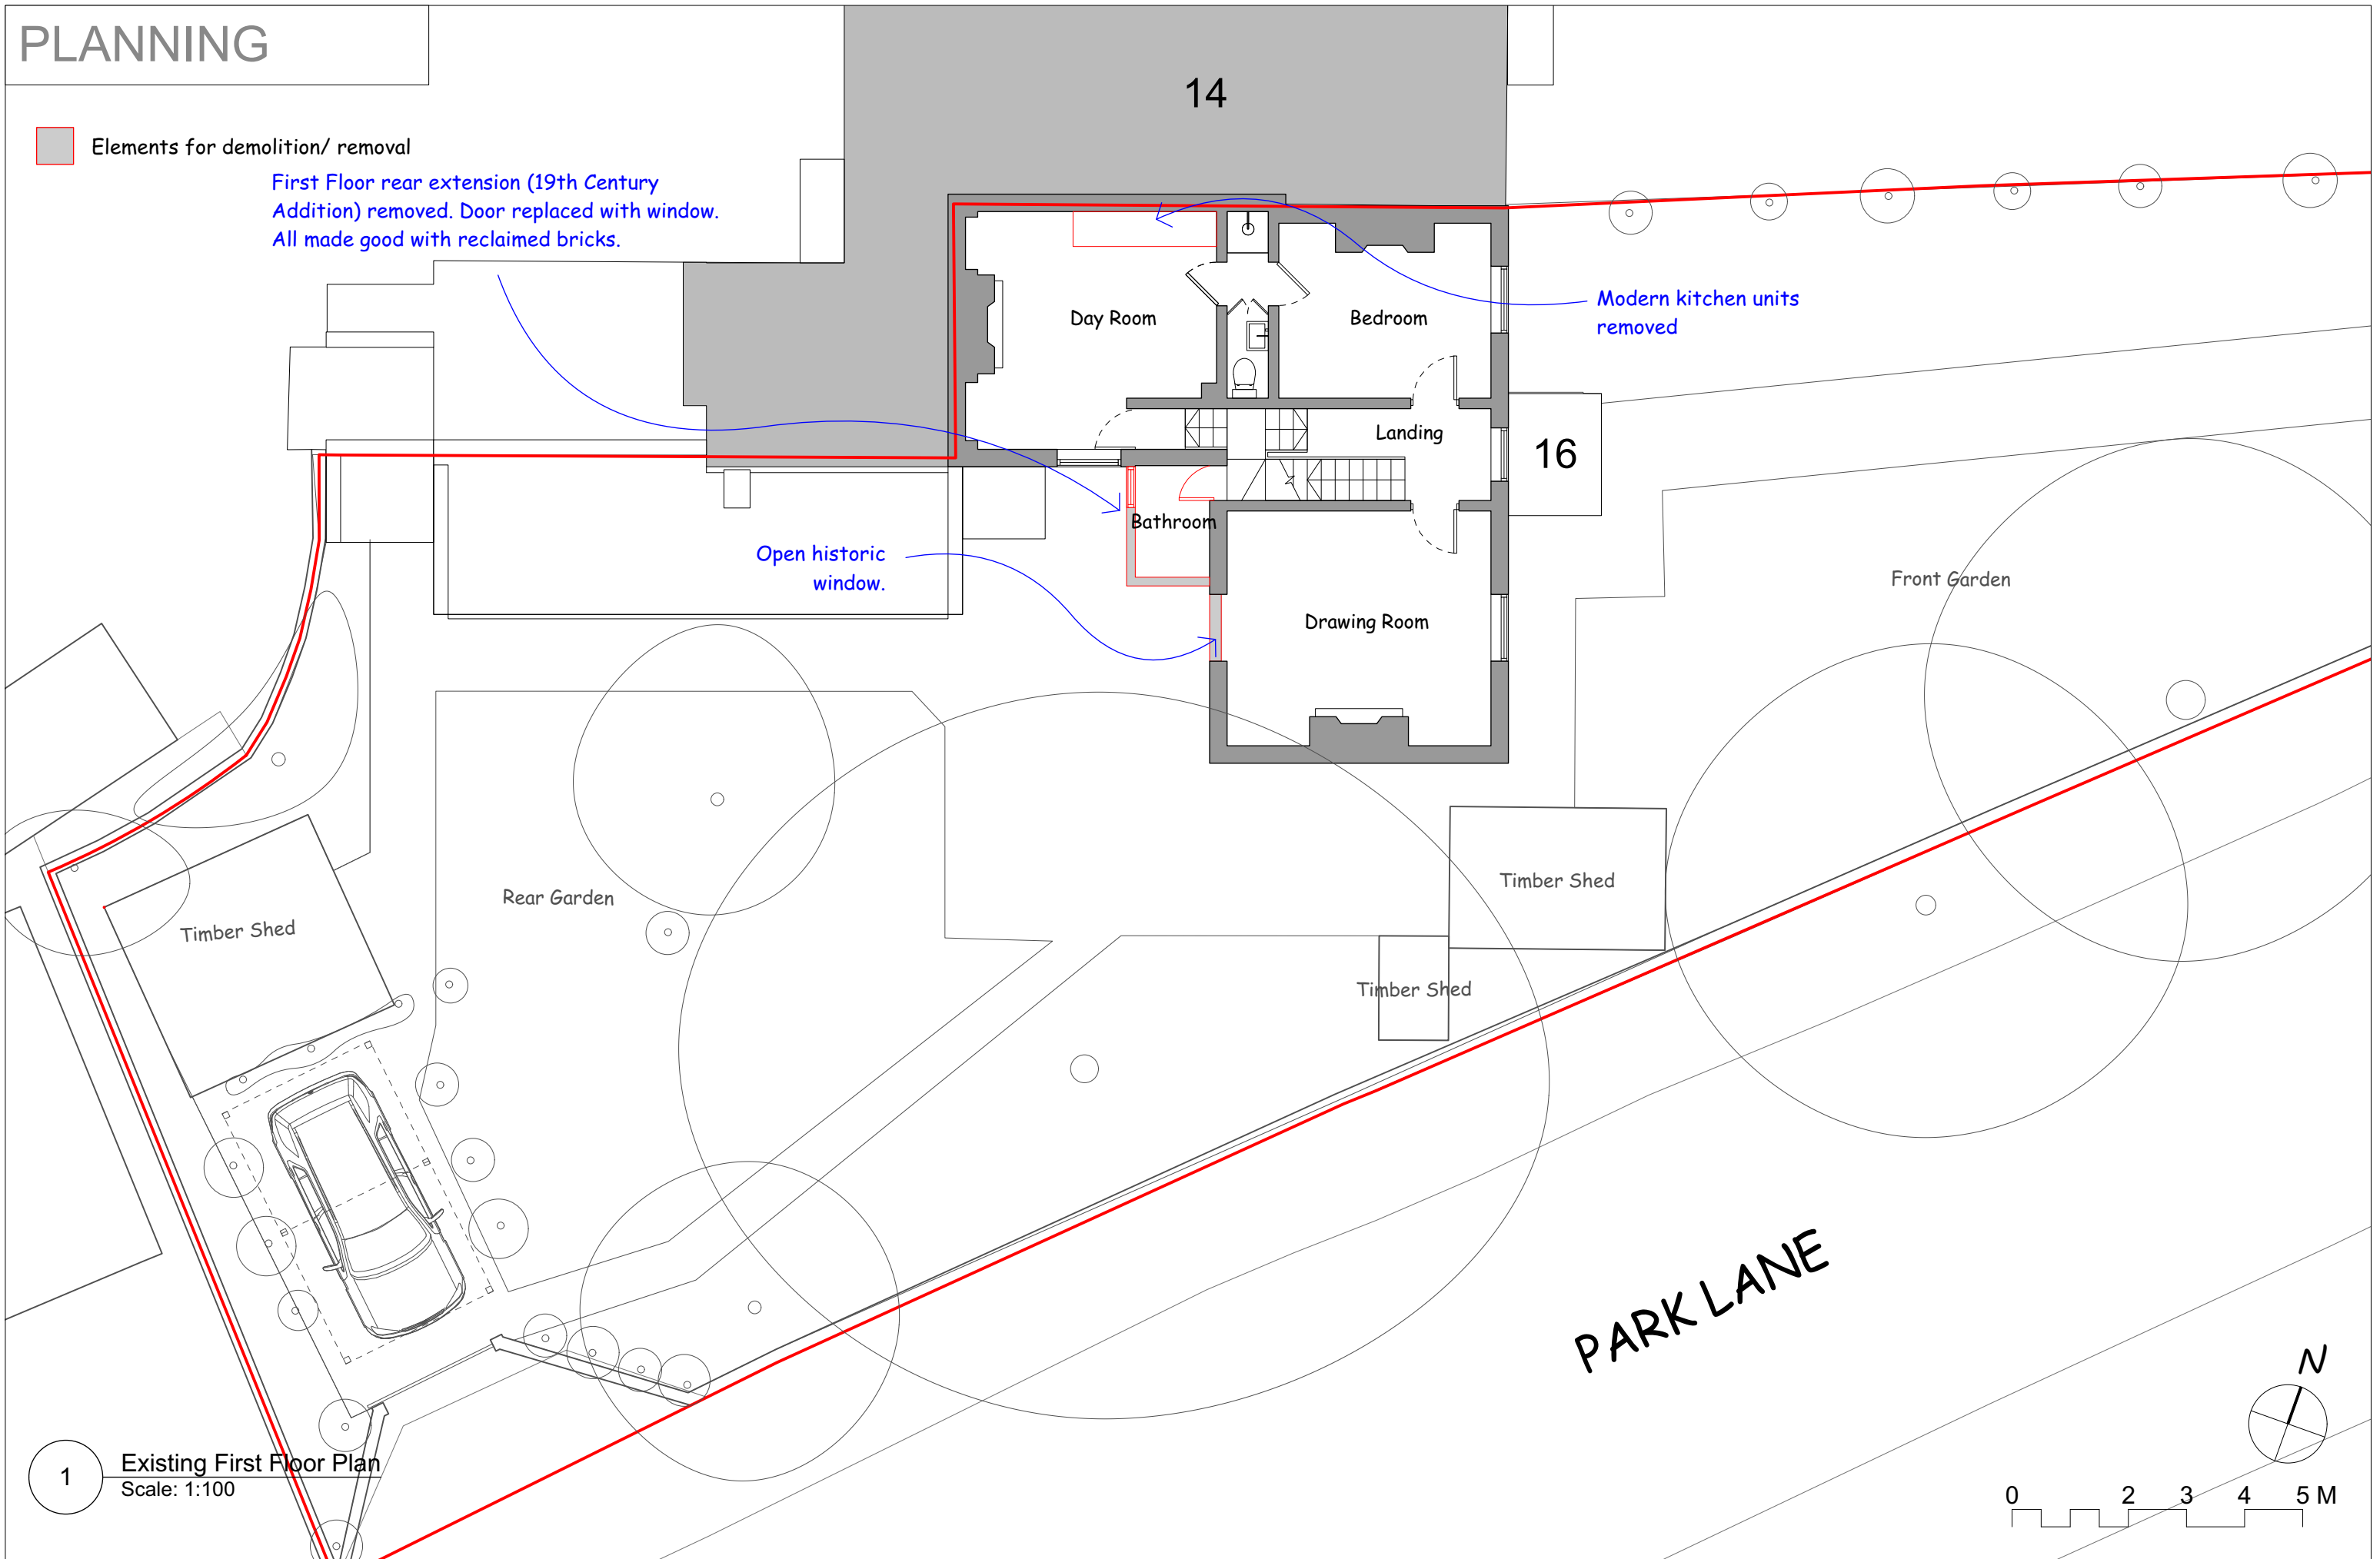 PLANNING
14
Elements for demolition/ removal
First Floor rear extension (19th Century
Addition) removed. Door replaced with window.
All made good with reclaimed bricks.
Modern kitchen units
removed
Day Room
Bedroom
Landing
16
Bathroom
Open historic
window.
Drawing Room
Front Garden
Timber Shed
Rear Garden
Timber Shed
Timber Shed
PARK LANE
N
1
Existing First Floor Plan
Scale: 1:100
0 2 3 4 5 M